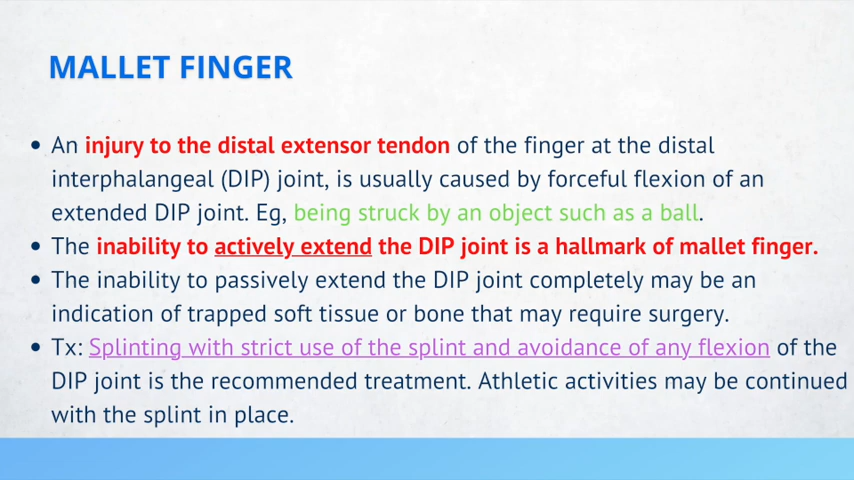 MALLET FINGER
• An injury to the distal extensor tendon of the finger at the distal
interphalangeal (DIP) joint, is usually caused by forceful flexion of an
extended DIP joint. Eg, being struck by an object such as a ball.
• The inability to actively extend the DIP joint is a hallmark of mallet finger.
• The inability to passively extend the DIP joint completely may be an
indication of trapped soft tissue or bone that may require surgery.
• Tx: Splinting with strict use of the splint and avoidance of any flexion of the
DIP joint is the recommended treatment. Athletic activities may be continued
with the splint in place.